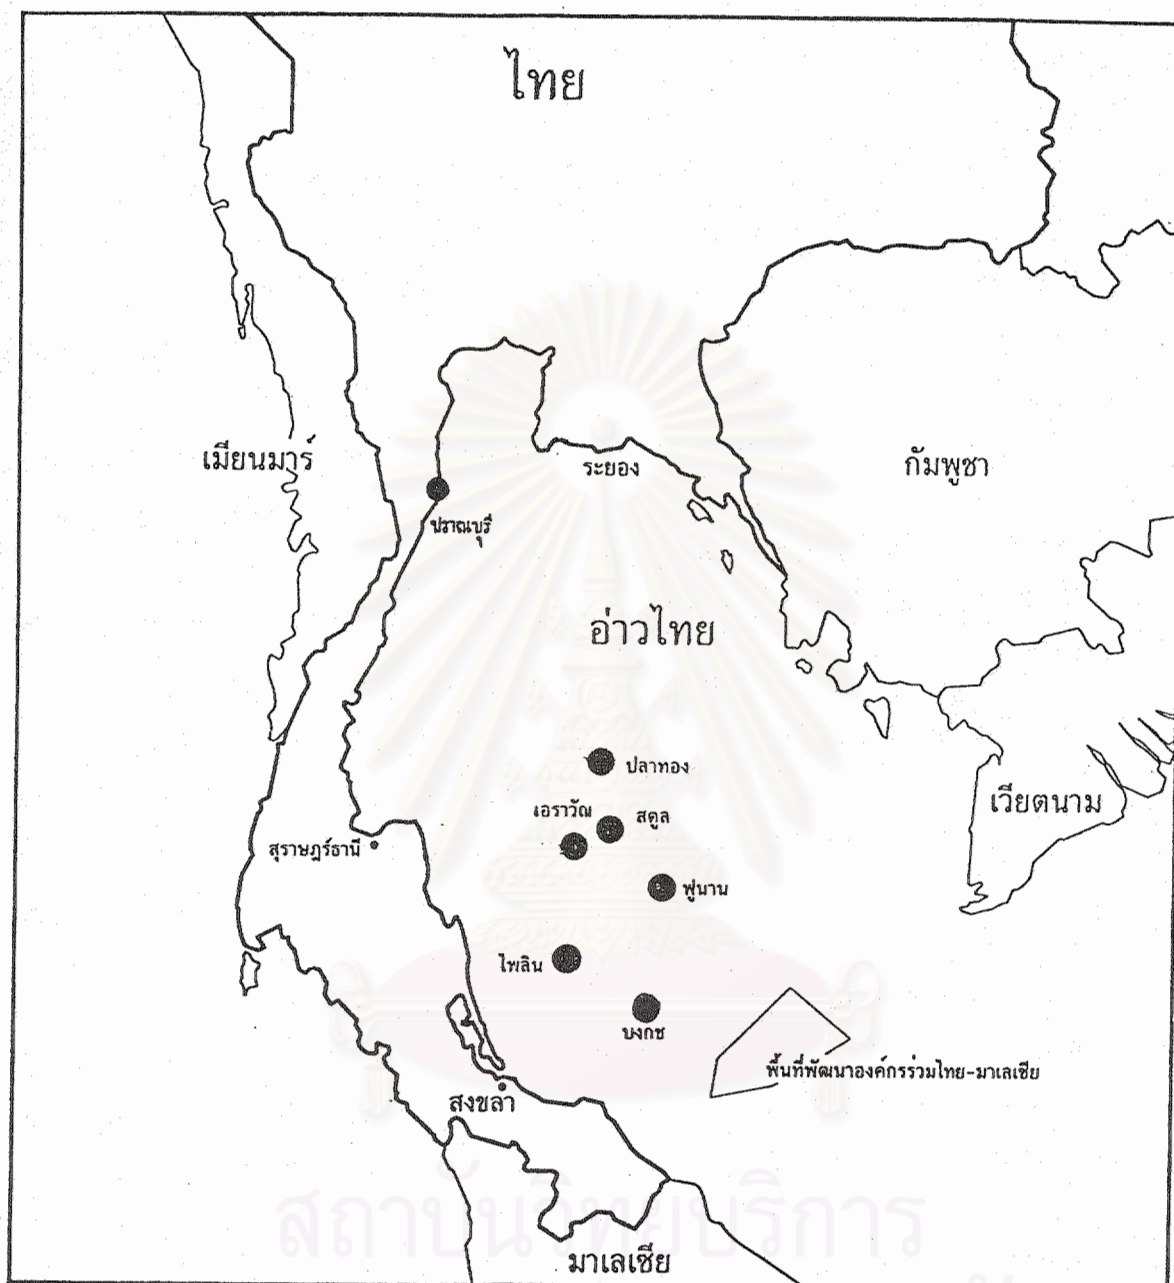 ไทย
เมียนมาร์
ระยอง
กัมพูชา
ปราณบุรี
อ่าวไทย
ปลาทอง
เอราวัณ
สตูล
เวียตนาม
สุราษฎร์ธานี
ฟูนาน
ไพลิน
บงกช
พื้นที่พัฒนาองค์กรร่วมไทย-มาเลเซีย
สงขลา
สถาบันวิทยบริการ
มาเลเซีย